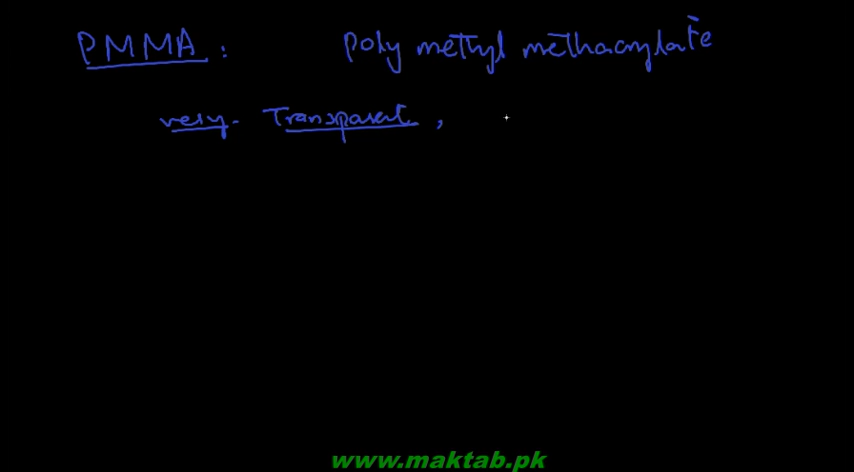 PMMA : Poly methyl methacrylate
very. Transparent ,
www.maktab.pk